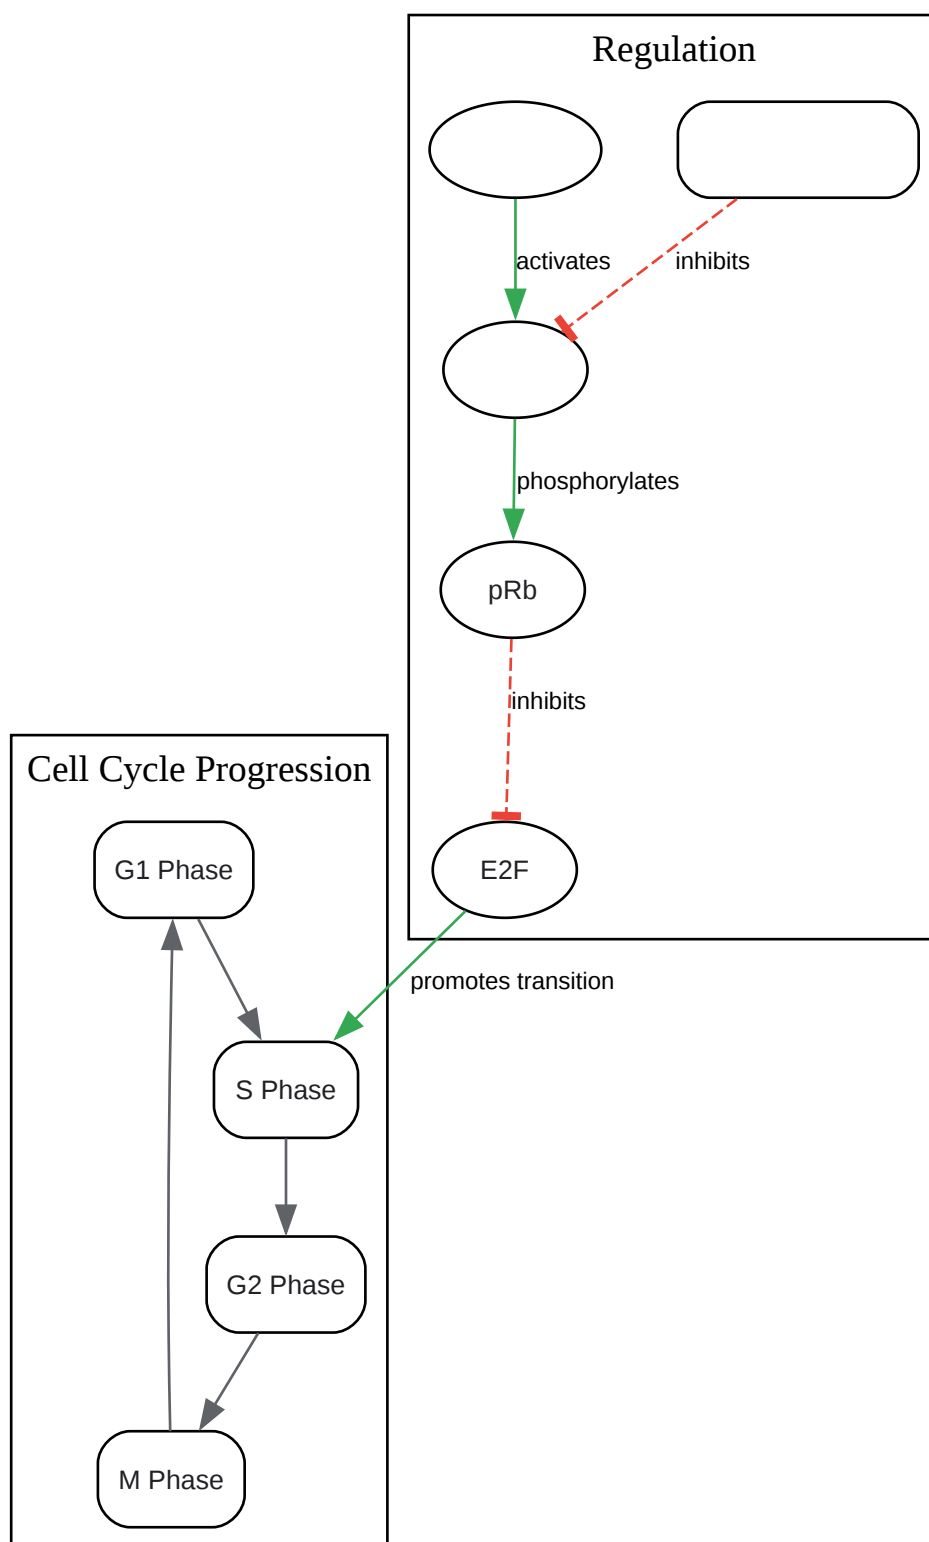 Regulation
activates
inhibits
phosphorylates
pRb
inhibits
E2F
promotes transition
Cell Cycle Progression
G1 Phase
S Phase
G2 Phase
M Phase